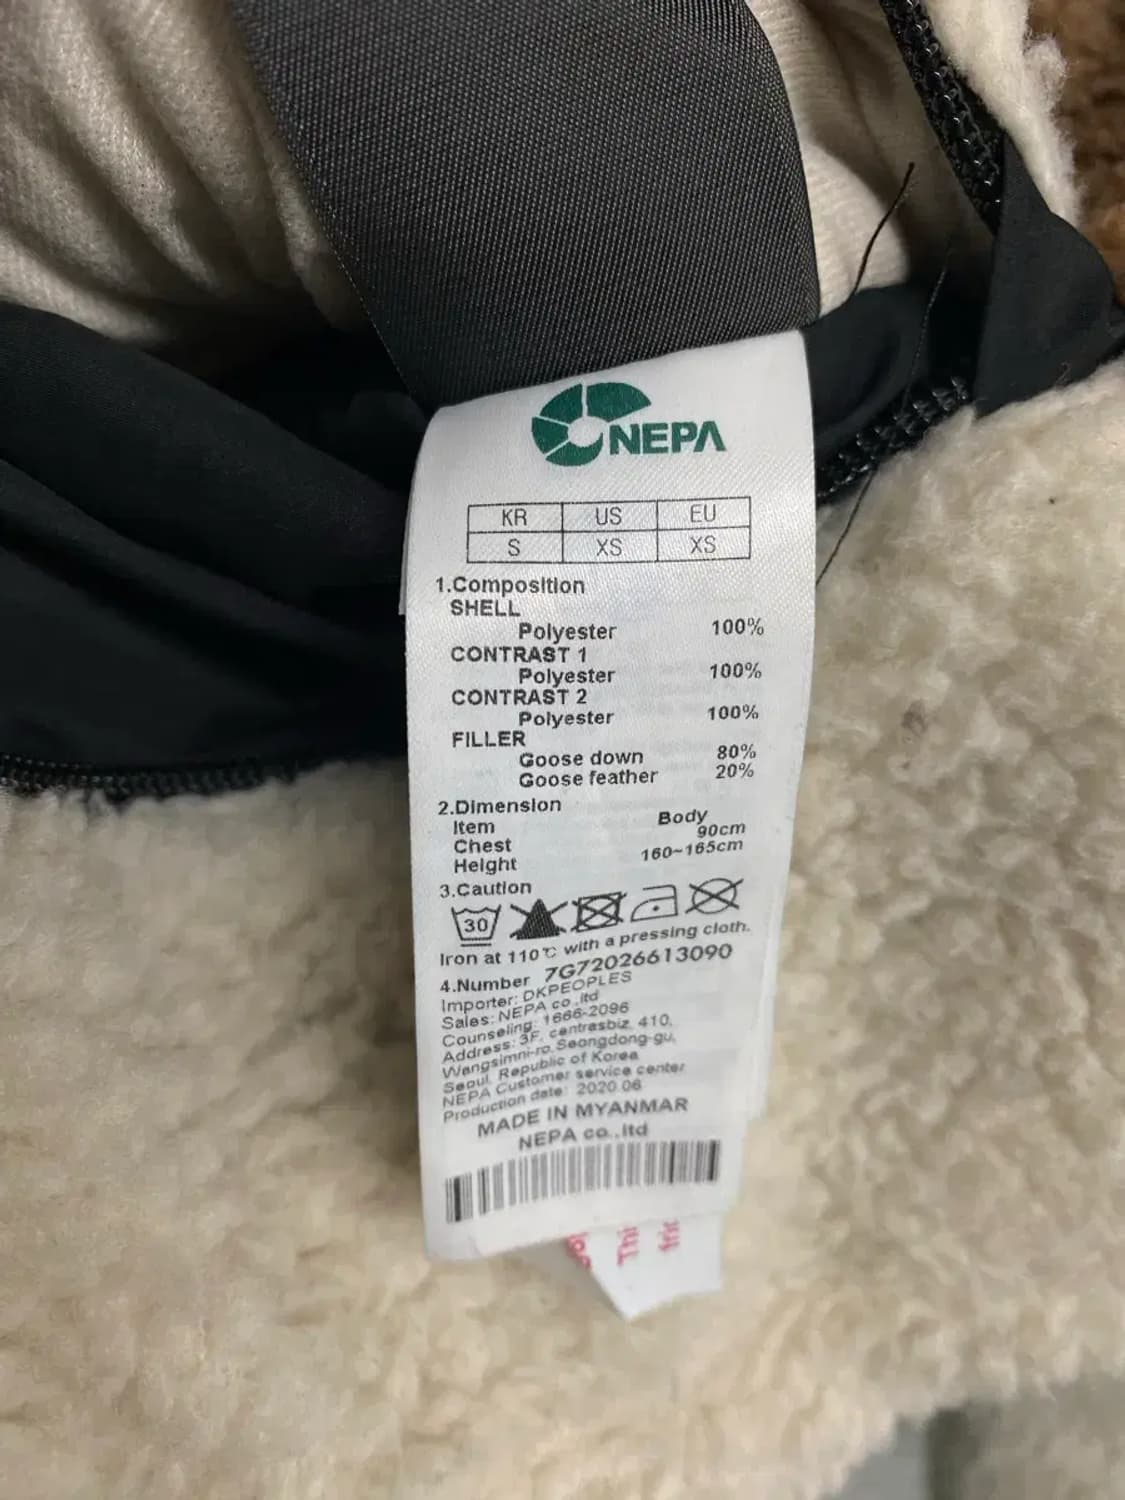 NEPA
KR US EU
S XS XS
1.Composition
SHELL
Polyester 100%
CONTRAST 1
Polyester 100%
CONTRAST 2
Polyester 100%
FILLER
Goose down 80%
Goose feather 20%
2.Dimension
Item Body
Chest 90cm
Height 160~165cm
3.Caution
30
Iron at 110℃ with a pressing cloth.
4.Number 7G72026613090
Importer: DKPEOPLES
Sales: NEPA co.,ltd
Counseling: 1666-2096
Address: 3F, centrasbiz, 410,
Wangsimni-ro, Seongdong-gu,
Seoul, Republic of Korea
NEPA Customer service center
Production date: 2020.06
MADE IN MYANMAR
NEPA co.,ltd
Thi